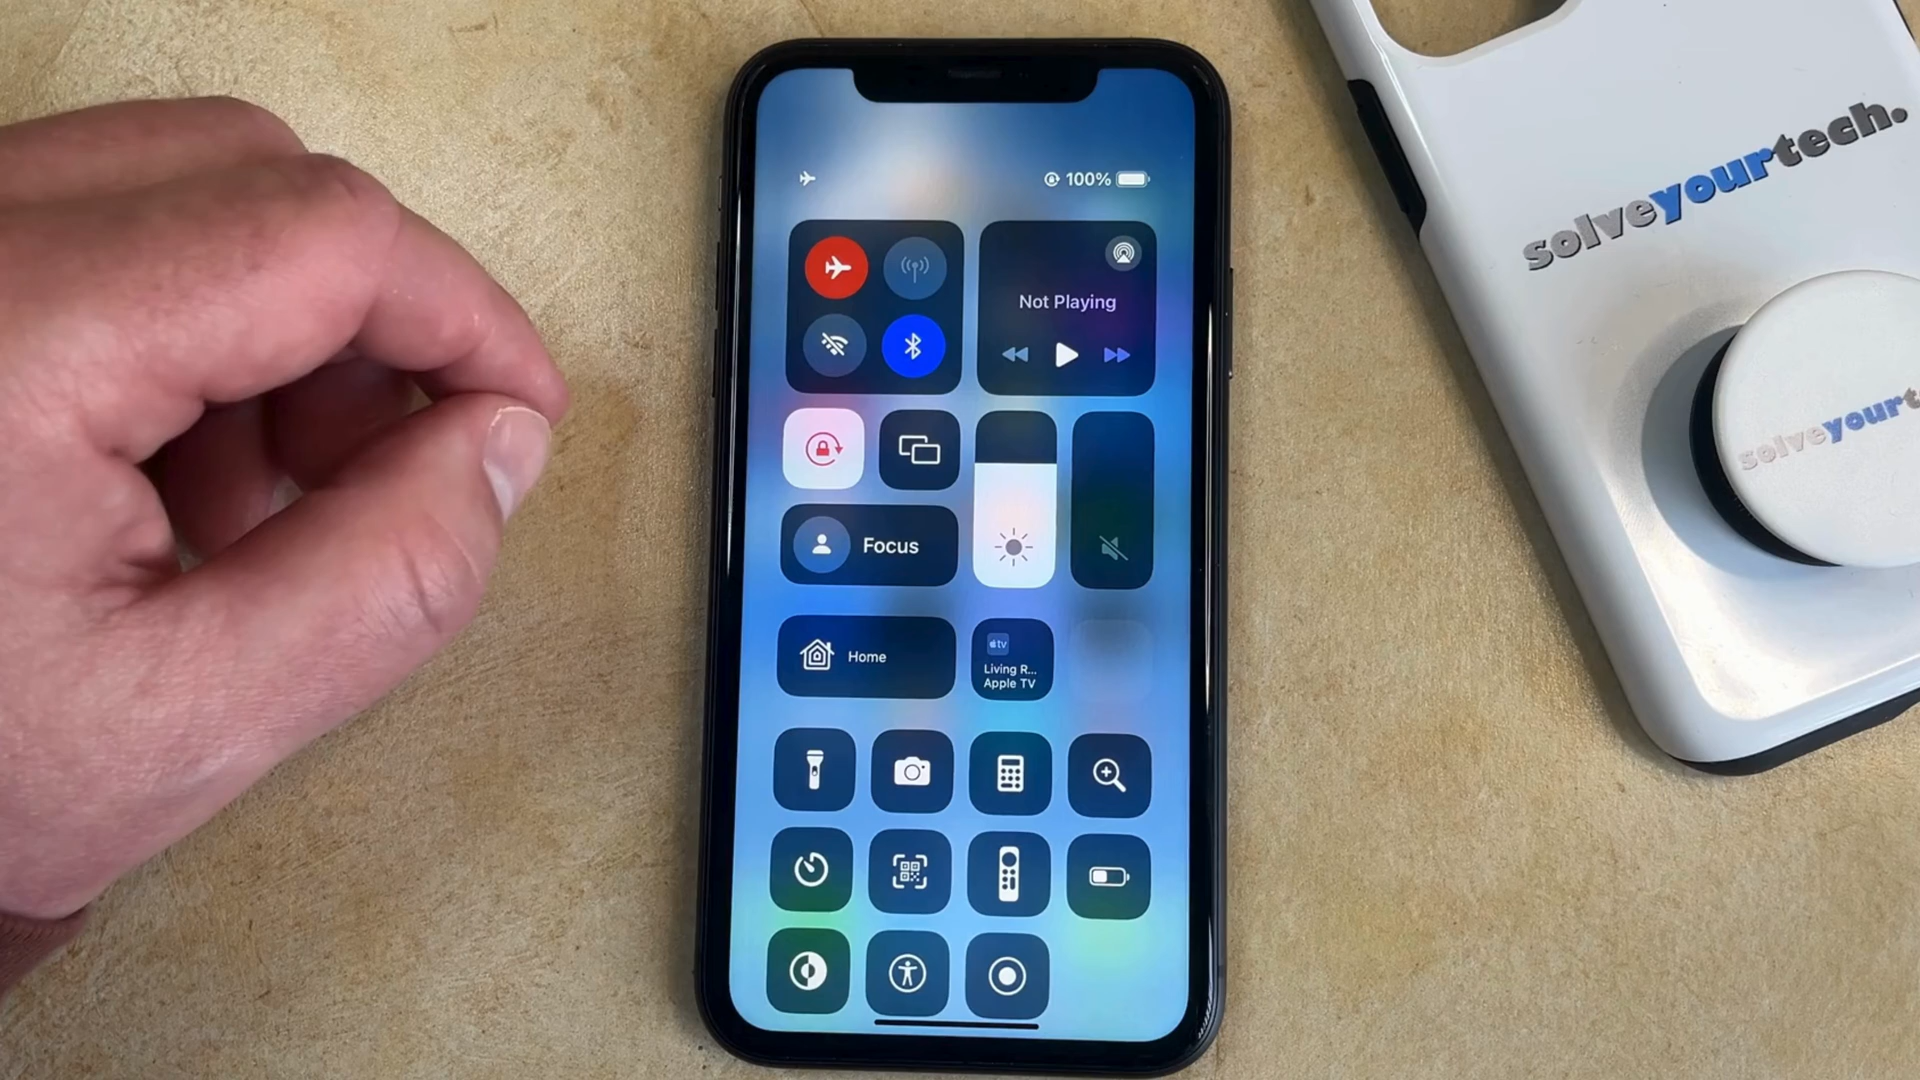 100%
solveyourtech.
Not Playing
solveyourt
Focus
tv
Home
Living R...
Apple TV